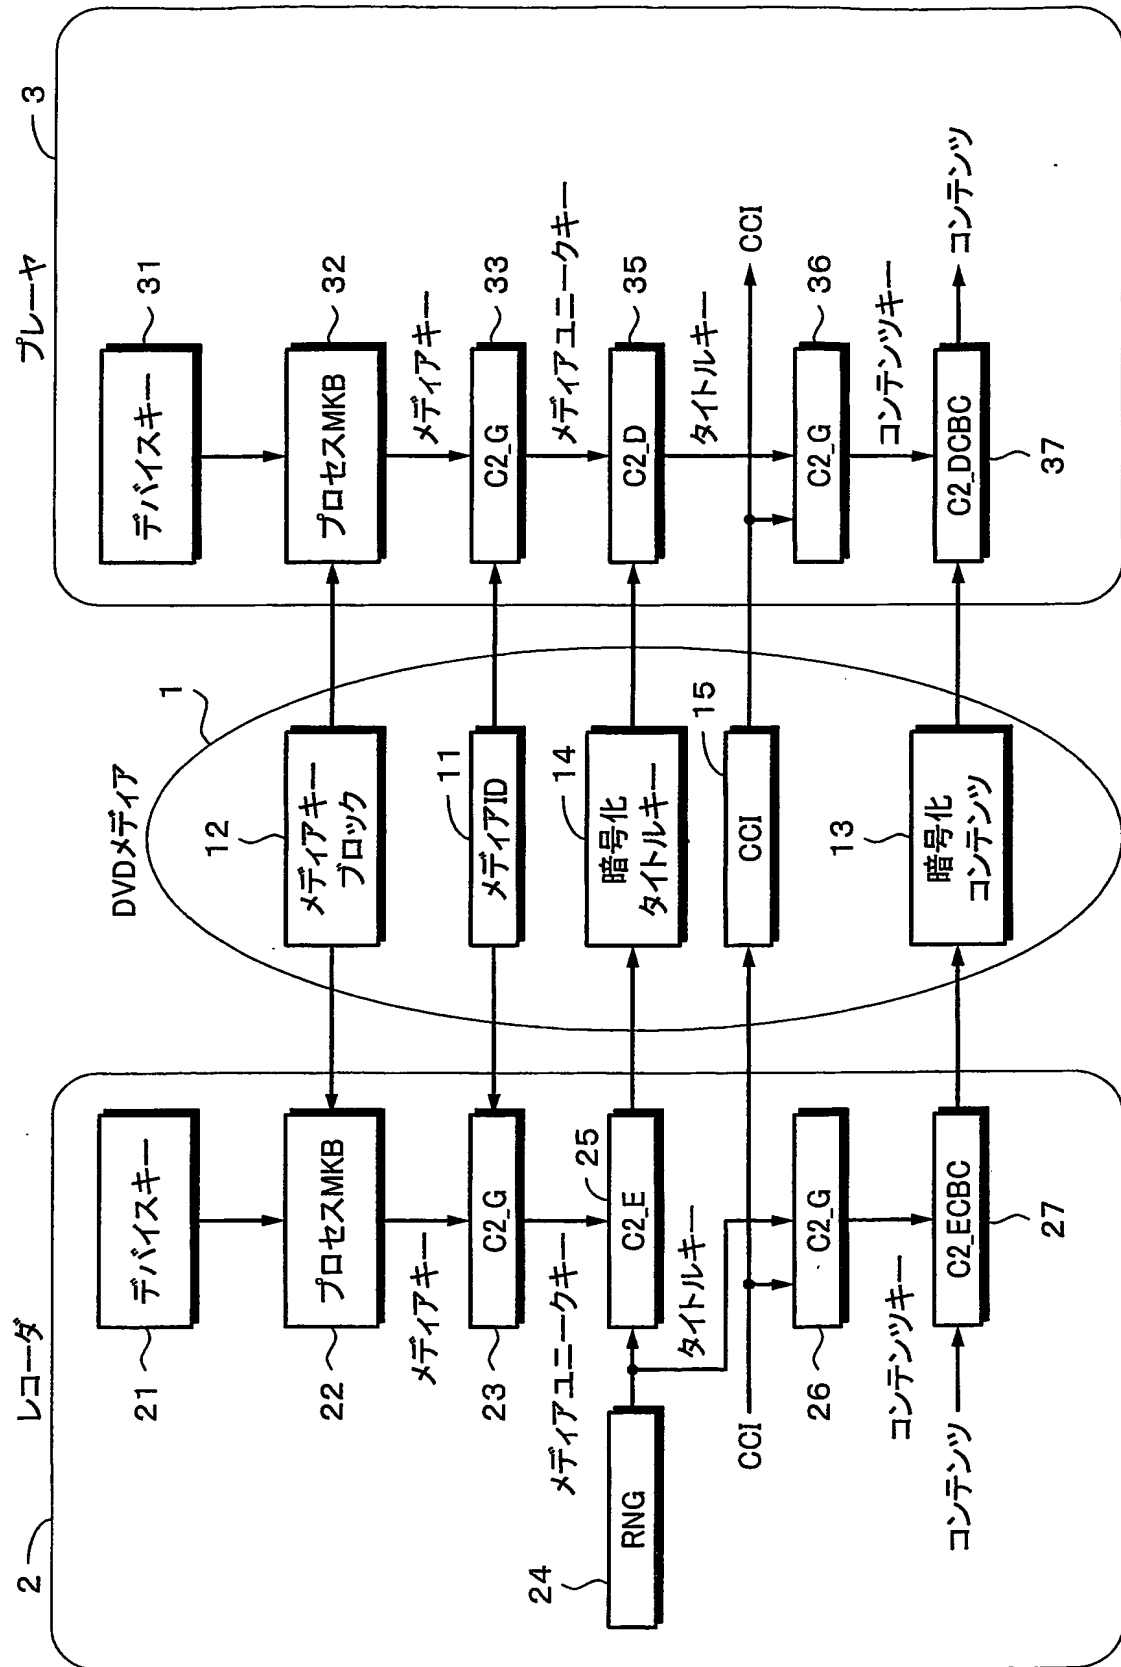 レコーダ
2
デバイスキー
21
プロセスMKB
22
メディアキー
C2_G
23
メディアユニークキー
C2_E
25
RNG
24
タイトルキー
CCI
C2_G
26
コンテンツキー
C2_ECBC
27
コンテンツ
DVDメディア
1
メディアキー
ブロック
12
メディアID
11
暗号化
タイトルキー
14
CCI
15
暗号化
コンテンツ
13
プレーヤ
3
デバイスキー
31
プロセスMKB
32
メディアキー
C2_G
33
メディアユニークキー
C2_D
35
タイトルキー
CCI
C2_G
36
コンテンツキー
C2_DCBC
37
コンテンツ